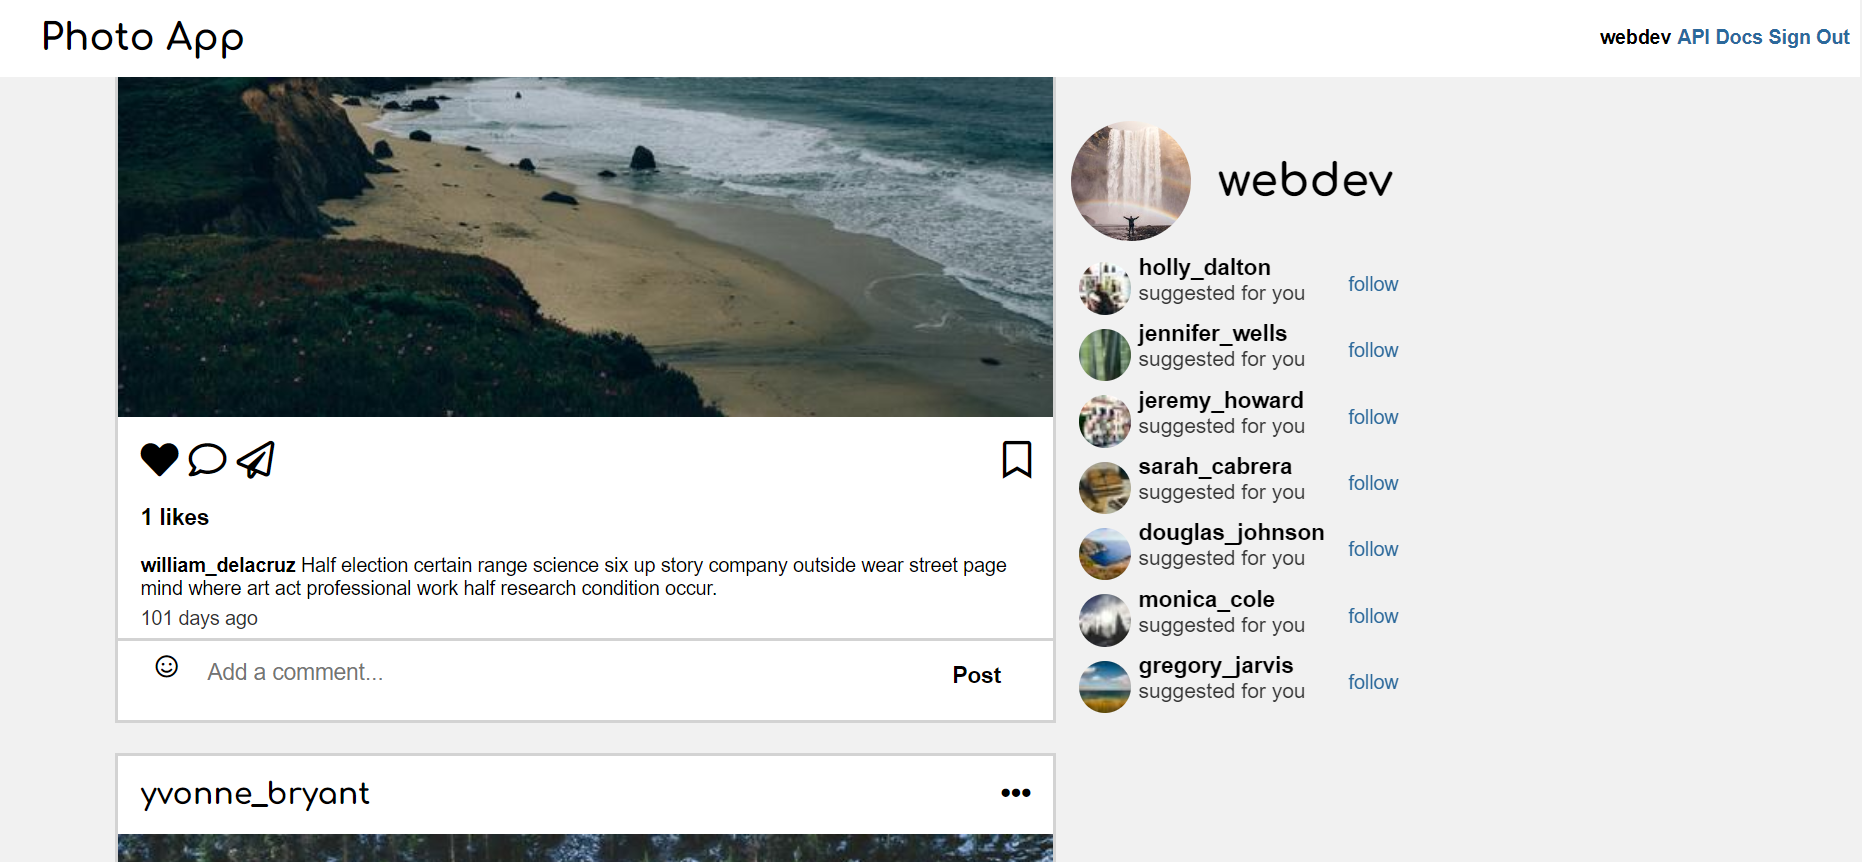 Photo App
webdev API Docs Sign Out
1 likes
william_delacruz Half election certain range science six up story company outside wear street page
mind where art act professional work half research condition occur.
101 days ago
Add a comment...
Post
yvonne_bryant
webdev
holly_dalton
suggested for you
follow
jennifer_wells
suggested for you
follow
jeremy_howard
suggested for you
follow
sarah_cabrera
suggested for you
follow
douglas_johnson
suggested for you
follow
monica_cole
suggested for you
follow
gregory_jarvis
suggested for you
follow